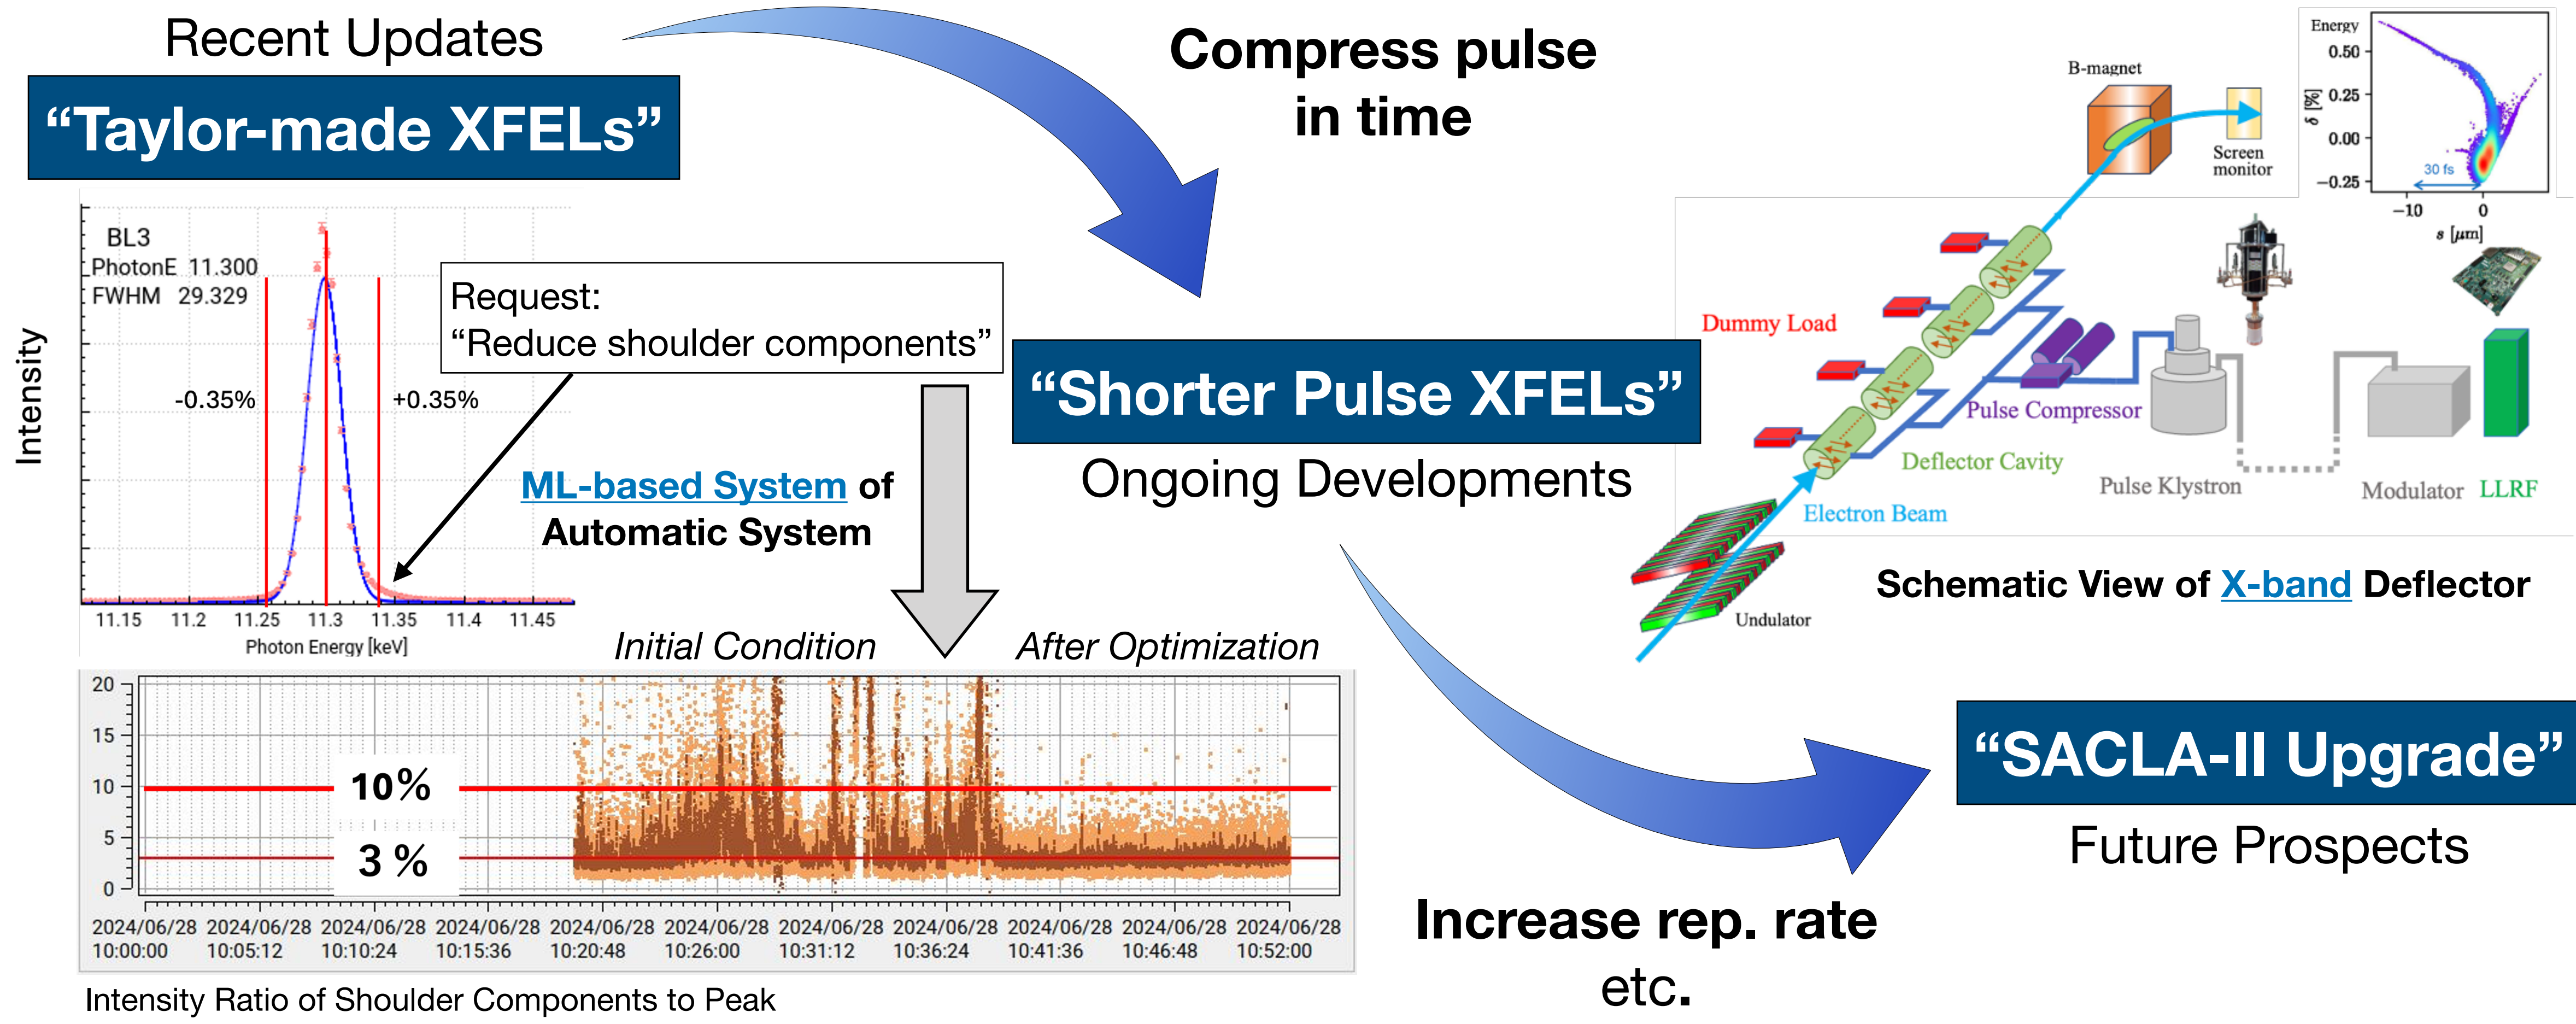 Recent Updates
“Taylor-made XFELs”
Compress pulse
in time
BL3
PhotonE 11.300
FWHM 29.329
-0.35%
+0.35%
Intensity
11.15 11.2 11.25 11.3 11.35 11.4 11.45
Photon Energy [keV]
Request:
“Reduce shoulder components”
ML-based System of
Automatic System
“Shorter Pulse XFELs”
Ongoing Developments
Energy
0.50
0.25
0.00
−0.25
δ [%]
30 fs
−10 0
s [μm]
B-magnet
Screen
monitor
Dummy Load
Pulse Compressor
Deflector Cavity
Pulse Klystron
Modulator
LLRF
Electron Beam
Undulator
Schematic View of X-band Deflector
Initial Condition
After Optimization
20
15
10
5
0
10%
3 %
2024/06/28 2024/06/28 2024/06/28 2024/06/28 2024/06/28 2024/06/28 2024/06/28 2024/06/28 2024/06/28 2024/06/28 2024/06/28
10:00:00 10:05:12 10:10:24 10:15:36 10:20:48 10:26:00 10:31:12 10:36:24 10:41:36 10:46:48 10:52:00
Intensity Ratio of Shoulder Components to Peak
“SACLA-II Upgrade”
Future Prospects
Increase rep. rate
etc.